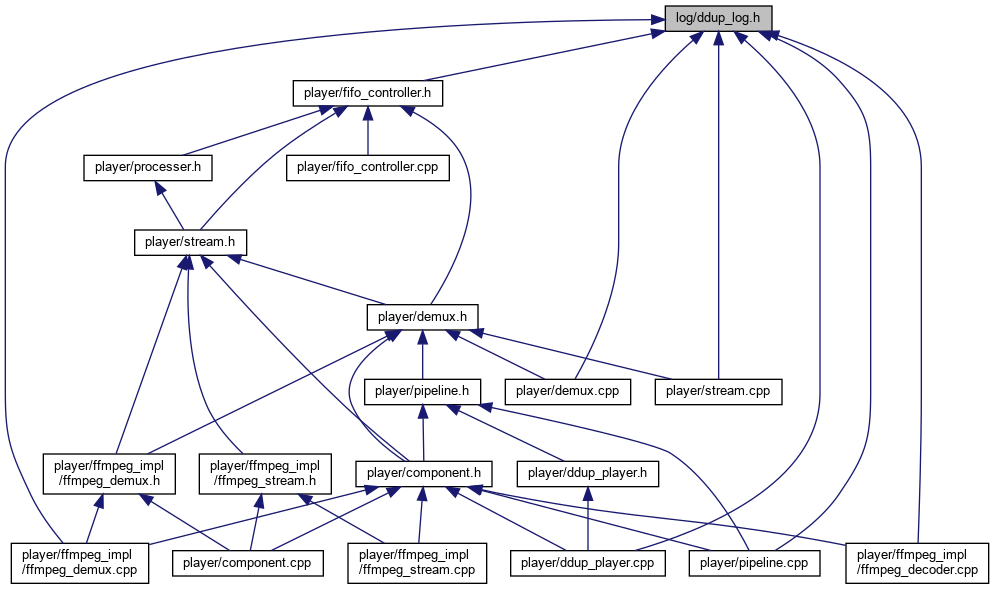 log/ddup_log.h
player/fifo_controller.h
player/processer.h
player/fifo_controller.cpp
player/stream.h
player/demux.h
player/pipeline.h
player/demux.cpp
player/stream.cpp
player/ffmpeg_impl
/ffmpeg_demux.h
player/ffmpeg_impl
/ffmpeg_stream.h
player/component.h
player/ddup_player.h
player/ffmpeg_impl
/ffmpeg_demux.cpp
player/component.cpp
player/ffmpeg_impl
/ffmpeg_stream.cpp
player/ddup_player.cpp
player/pipeline.cpp
player/ffmpeg_impl
/ffmpeg_decoder.cpp